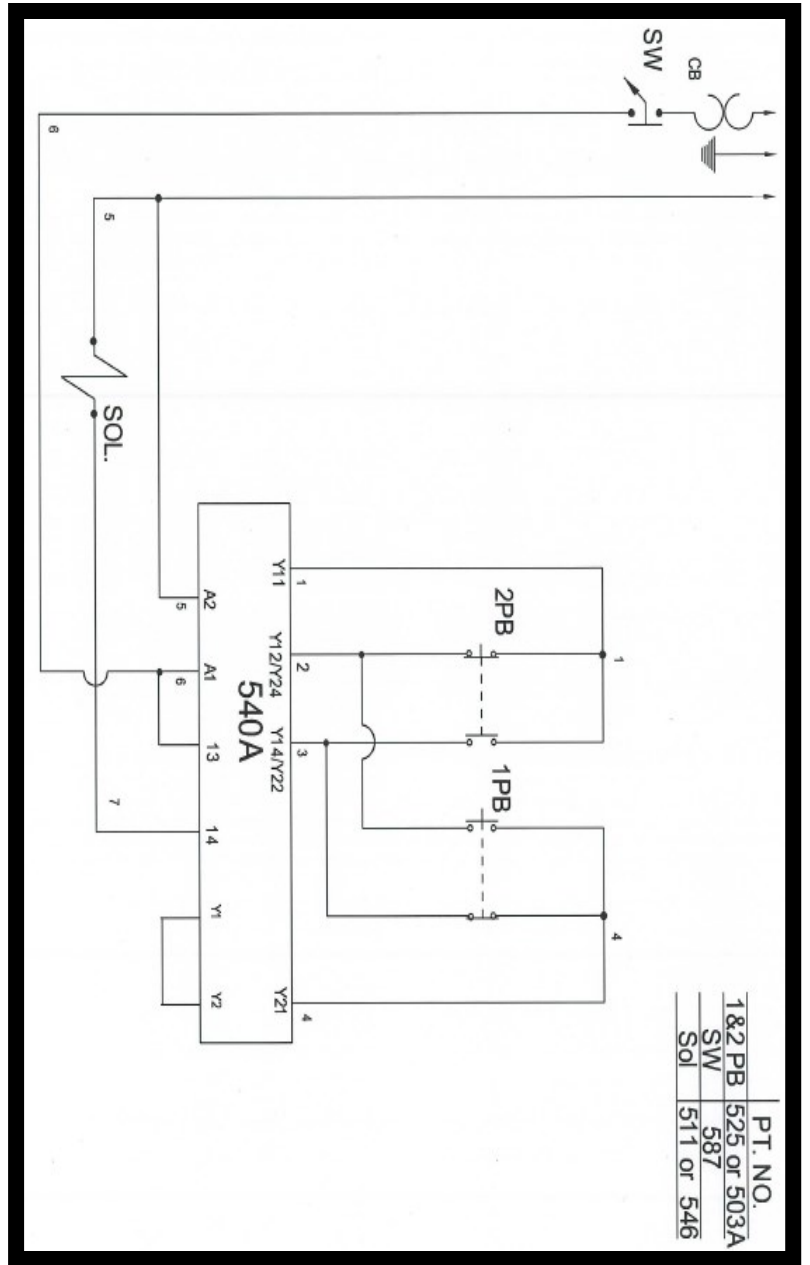 SW
CB
6
5
SOL.
7
A2
5
A1
6
13
14
Y1
Y2
540A
Y11
1
Y12/Y24
2
Y14/Y22
3
Y21
4
2PB
1PB
1
4
PT. NO.
1&2 PB 525 or 503A
SW 587
Sol 511 or 546